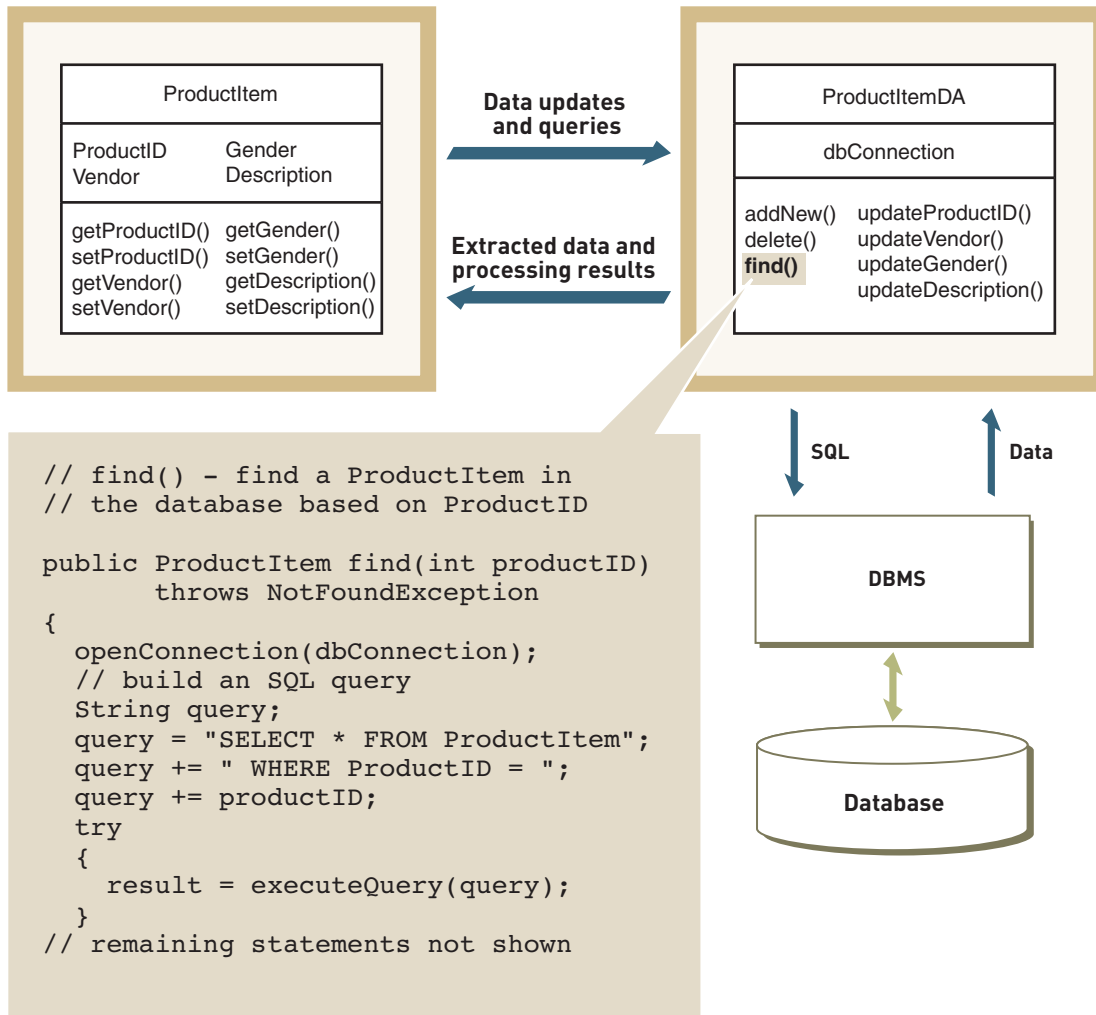 ProductItem
ProductID Gender
Vendor Description
getProductID() getGender()
setProductID() setGender()
getVendor() getDescription()
setVendor() setDescription()
Data updates
and queries
Extracted data and
processing results
ProductItemDA
dbConnection
addNew() updateProductID()
delete() updateVendor()
find() updateGender()
updateDescription()
SQL
Data
DBMS
Database
// find() – find a ProductItem in
// the database based on ProductID
public ProductItem find(int productID)
throws NotFoundException
{
openConnection(dbConnection);
// build an SQL query
String query;
query = "SELECT * FROM ProductItem";
query += " WHERE ProductID = ";
query += productID;
try
{
result = executeQuery(query);
}
// remaining statements not shown